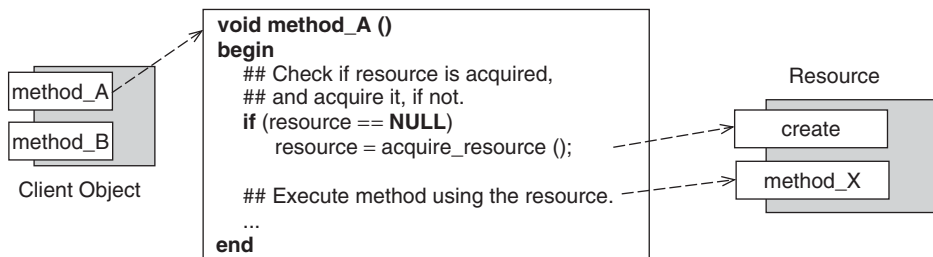 void method_A ()
begin
## Check if resource is acquired,
## and acquire it, if not.
if (resource == NULL)
resource = acquire_resource ();
## Execute method using the resource.
...
end
method_A
method_B
Client Object
Resource
create
method_X